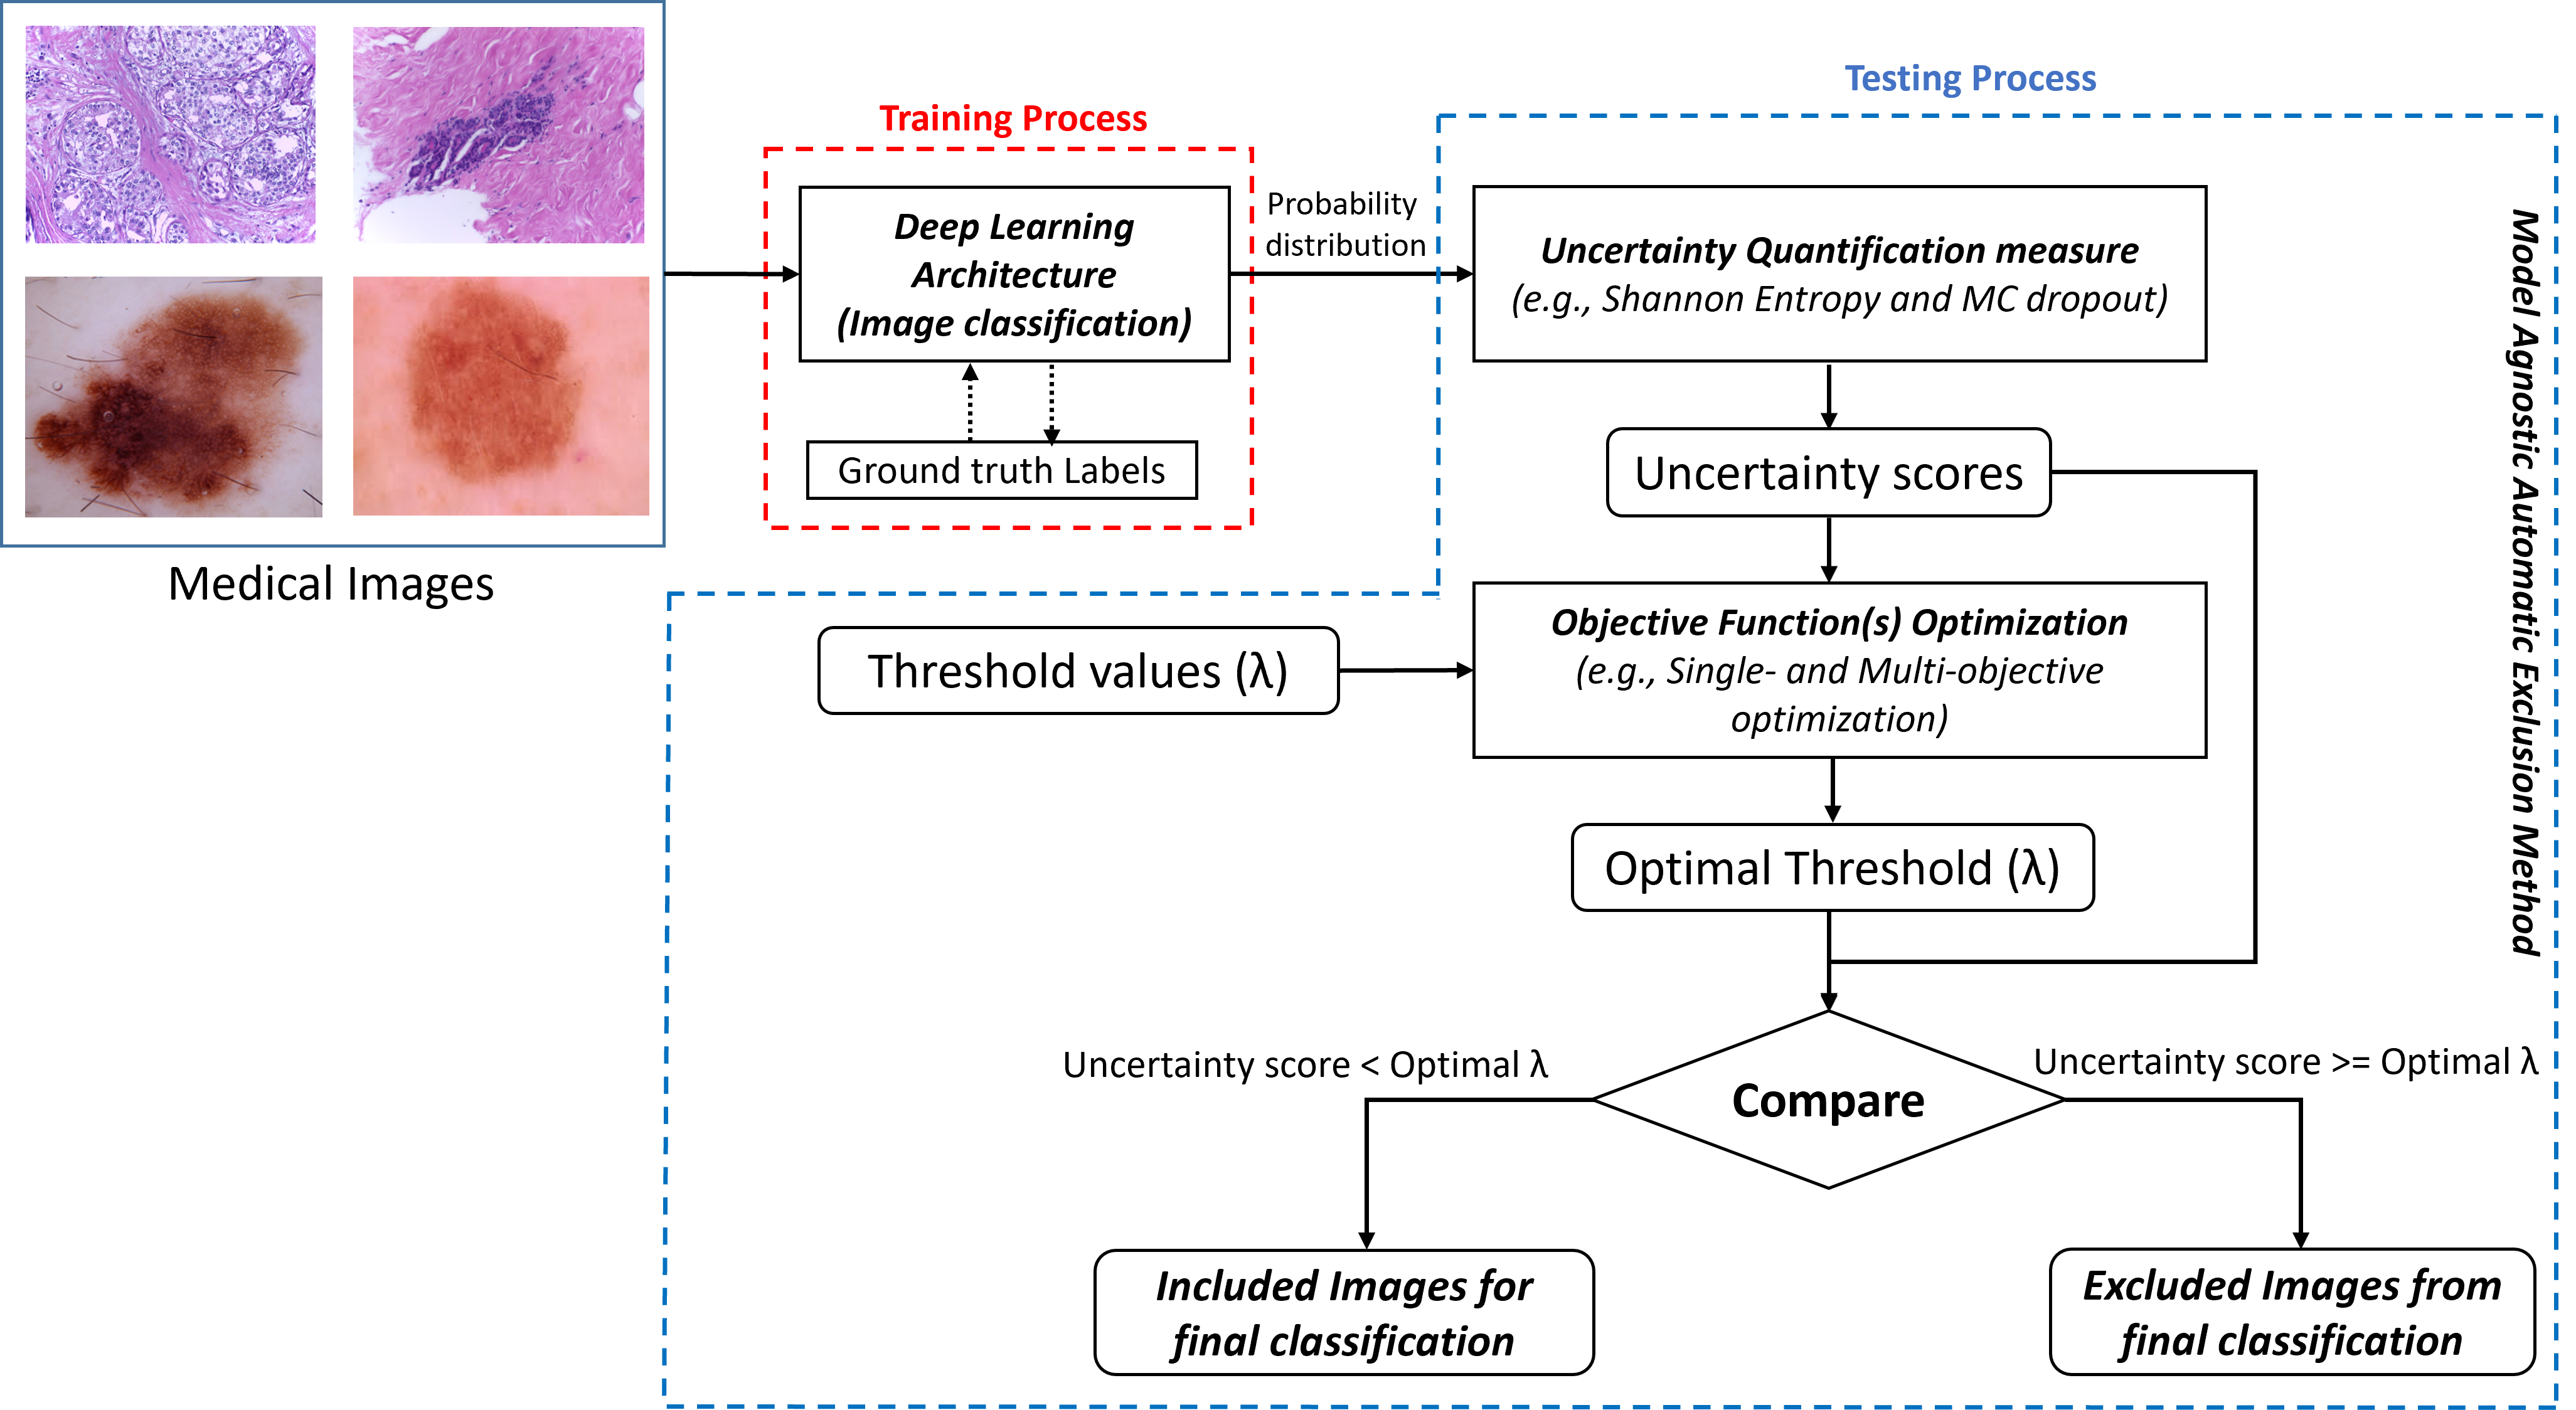 Medical Images
Training Process
Deep Learning
Architecture
(Image classification)
Ground truth Labels
Probability
distribution
Testing Process
Uncertainty Quantification measure
(e.g., Shannon Entropy and MC dropout)
Uncertainty scores
Threshold values (λ)
Objective Function(s) Optimization
(e.g., Single- and Multi-objective
optimization)
Optimal Threshold (λ)
Model Agnostic Automatic Exclusion Method
Uncertainty score < Optimal λ
Compare
Uncertainty score >= Optimal λ
Included Images for
final classification
Excluded Images from
final classification